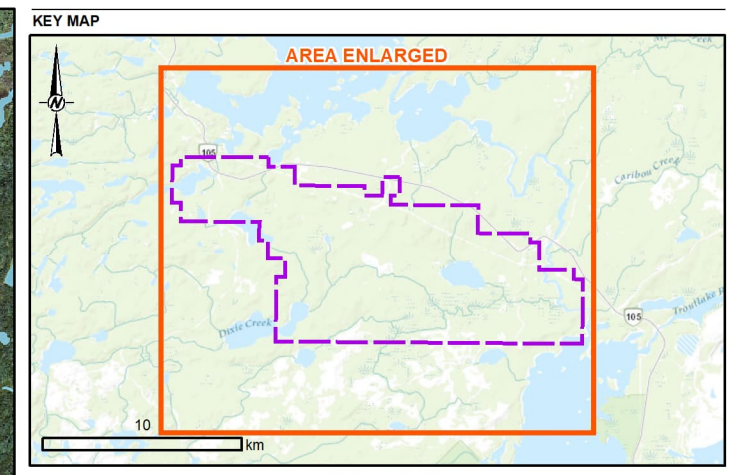 KEY MAP
AREA ENLARGED
N
105
Caribou Creek
Dixie Creek
105
Troutlake R
10
km